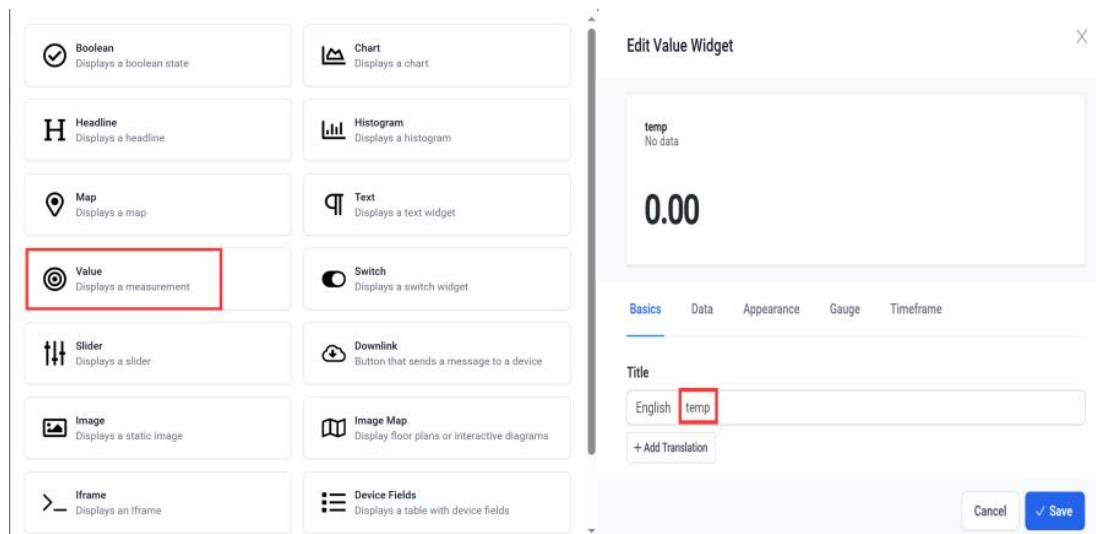 Boolean
Displays a boolean state
Chart
Displays a chart
Headline
Displays a headline
Histogram
Displays a histogram
Map
Displays a map
Text
Displays a text widget
Value
Displays a measurement
Switch
Displays a switch widget
Slider
Displays a slider
Downlink
Button that sends a message to a device
Image
Displays a static image
Image Map
Display floor plans or interactive diagrams
Iframe
Displays an Iframe
Device Fields
Displays a table with device fields
Edit Value Widget
temp
No data
0.00
Basics Data Appearance Gauge Timeframe
Title
English temp
+ Add Translation
Cancel ✓ Save